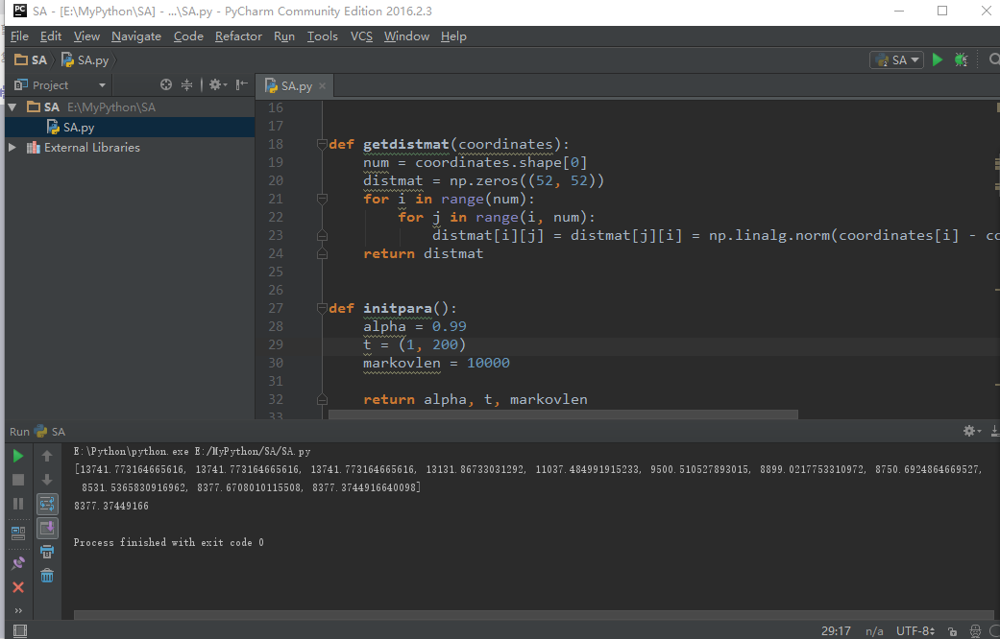 SA - [E:\MyPython\SA] - ...\SA.py - PyCharm Community Edition 2016.2.3
File Edit View Navigate Code Refactor Run Tools VCS Window Help
SA SA.py SA
Project SA.py
SA E:\MyPython\SA
SA.py
External Libraries
16
17
18 def getdistmat(coordinates):
19 num = coordinates.shape[0]
20 distmat = np.zeros((52, 52))
21 for i in range(num):
22 for j in range(i, num):
23 distmat[i][j] = distmat[j][i] = np.linalg.norm(coordinates[i] - co
24 return distmat
25
26
27 def initpara():
28 alpha = 0.99
29 t = (1, 200)
30 markovlen = 10000
31
32 return alpha, t, markovlen
33
Run SA
E:\Python\python.exe E:/MyPython/SA/SA.py
[13741.773164665616, 13741.773164665616, 13741.773164665616, 13131.86733031292, 11037.484991915233, 9500.510527893015, 8899.0217753310972, 8750.6924864669527,
8531.5365830916962, 8377.6708010115508, 8377.3744916640098]
8377.37449166
Process finished with exit code 0
29:17 n/a UTF-8